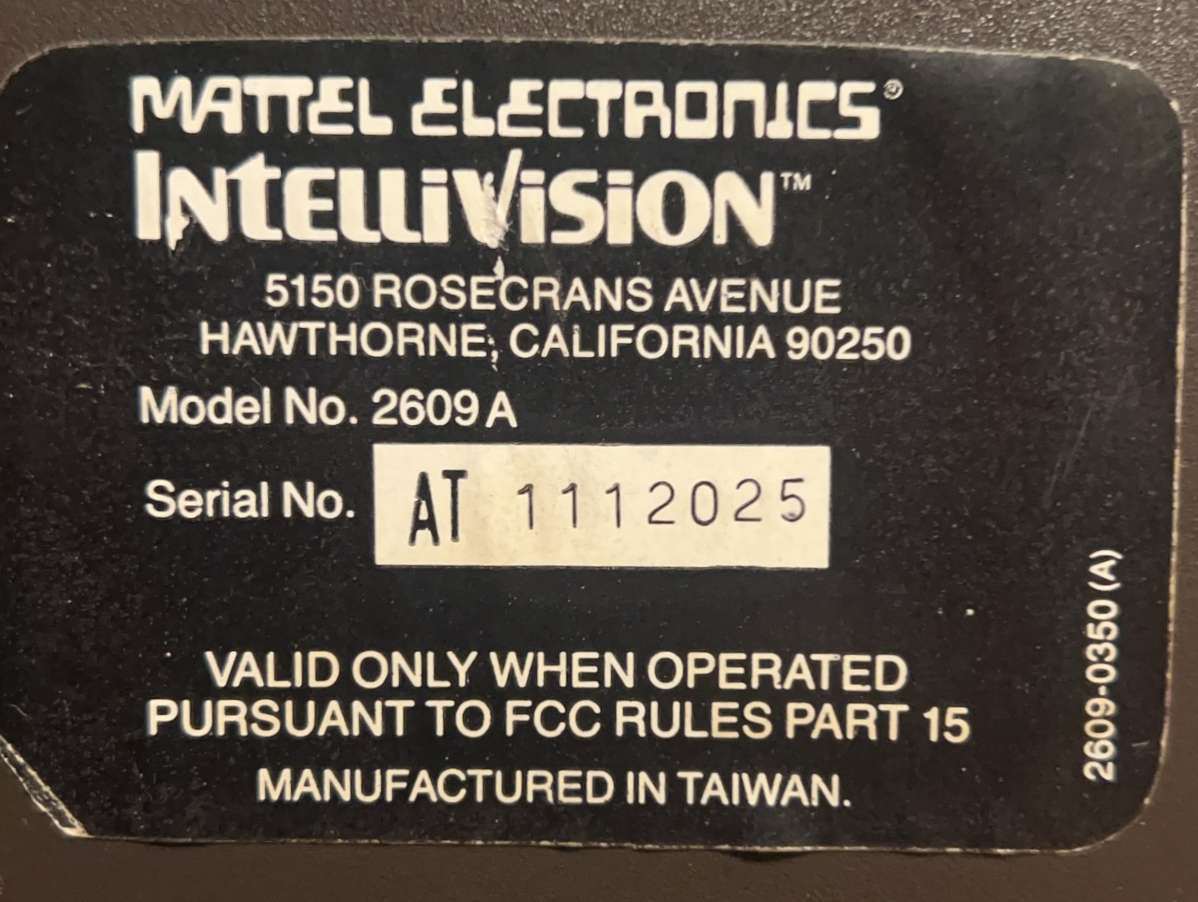 MATTEL ELECTRONICS®
INTELLIVISION™
5150 ROSECRANS AVENUE
HAWTHORNE, CALIFORNIA 90250
Model No. 2609 A
Serial No. AT 1112025
VALID ONLY WHEN OPERATED
PURSUANT TO FCC RULES PART 15
MANUFACTURED IN TAIWAN.
2609-0350 (A)